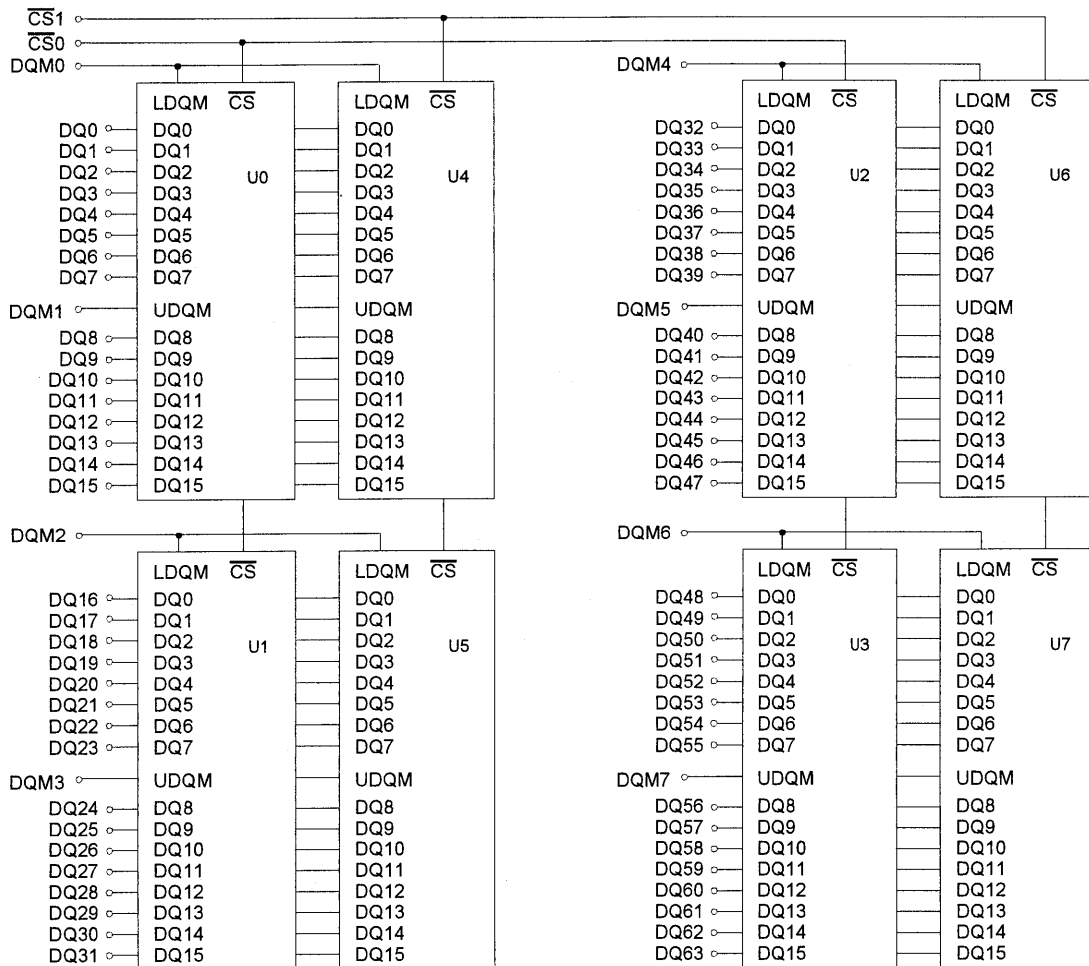 CS1
CS0
DQM0
DQM4
LDQM CS
LDQM CS
DQ0 DQ0 DQ0
DQ32 DQ0 DQ0
DQ1 DQ1 DQ1
DQ33 DQ1 DQ1
DQ2 DQ2 U0 DQ2 U4
DQ34 DQ2 U2 DQ2 U6
DQ3 DQ3 DQ3
DQ35 DQ3 DQ3
DQ4 DQ4 DQ4
DQ36 DQ4 DQ4
DQ5 DQ5 DQ5
DQ37 DQ5 DQ5
DQ6 DQ6 DQ6
DQ38 DQ6 DQ6
DQ7 DQ7 DQ7
DQ39 DQ7 DQ7
DQM1 UDQM UDQM
DQM5 UDQM UDQM
DQ8 DQ8 DQ8
DQ40 DQ8 DQ8
DQ9 DQ9 DQ9
DQ41 DQ9 DQ9
DQ10 DQ10 DQ10
DQ42 DQ10 DQ10
DQ11 DQ11 DQ11
DQ43 DQ11 DQ11
DQ12 DQ12 DQ12
DQ44 DQ12 DQ12
DQ13 DQ13 DQ13
DQ45 DQ13 DQ13
DQ14 DQ14 DQ14
DQ46 DQ14 DQ14
DQ15 DQ15 DQ15
DQ47 DQ15 DQ15
LDQM CS
LDQM CS
DQM2
DQM6
LDQM CS LDQM CS
LDQM CS LDQM CS
DQ16 DQ0 DQ0
DQ48 DQ0 DQ0
DQ17 DQ1 DQ1
DQ49 DQ1 DQ1
DQ18 DQ2 U1 DQ2 U5
DQ50 DQ2 U3 DQ2 U7
DQ19 DQ3 DQ3
DQ51 DQ3 DQ3
DQ20 DQ4 DQ4
DQ52 DQ4 DQ4
DQ21 DQ5 DQ5
DQ53 DQ5 DQ5
DQ22 DQ6 DQ6
DQ54 DQ6 DQ6
DQ23 DQ7 DQ7
DQ55 DQ7 DQ7
DQM3 UDQM UDQM
DQM7 UDQM UDQM
DQ24 DQ8 DQ8
DQ56 DQ8 DQ8
DQ25 DQ9 DQ9
DQ57 DQ9 DQ9
DQ26 DQ10 DQ10
DQ58 DQ10 DQ10
DQ27 DQ11 DQ11
DQ59 DQ11 DQ11
DQ28 DQ12 DQ12
DQ60 DQ12 DQ12
DQ29 DQ13 DQ13
DQ61 DQ13 DQ13
DQ30 DQ14 DQ14
DQ62 DQ14 DQ14
DQ31 DQ15 DQ15
DQ63 DQ15 DQ15